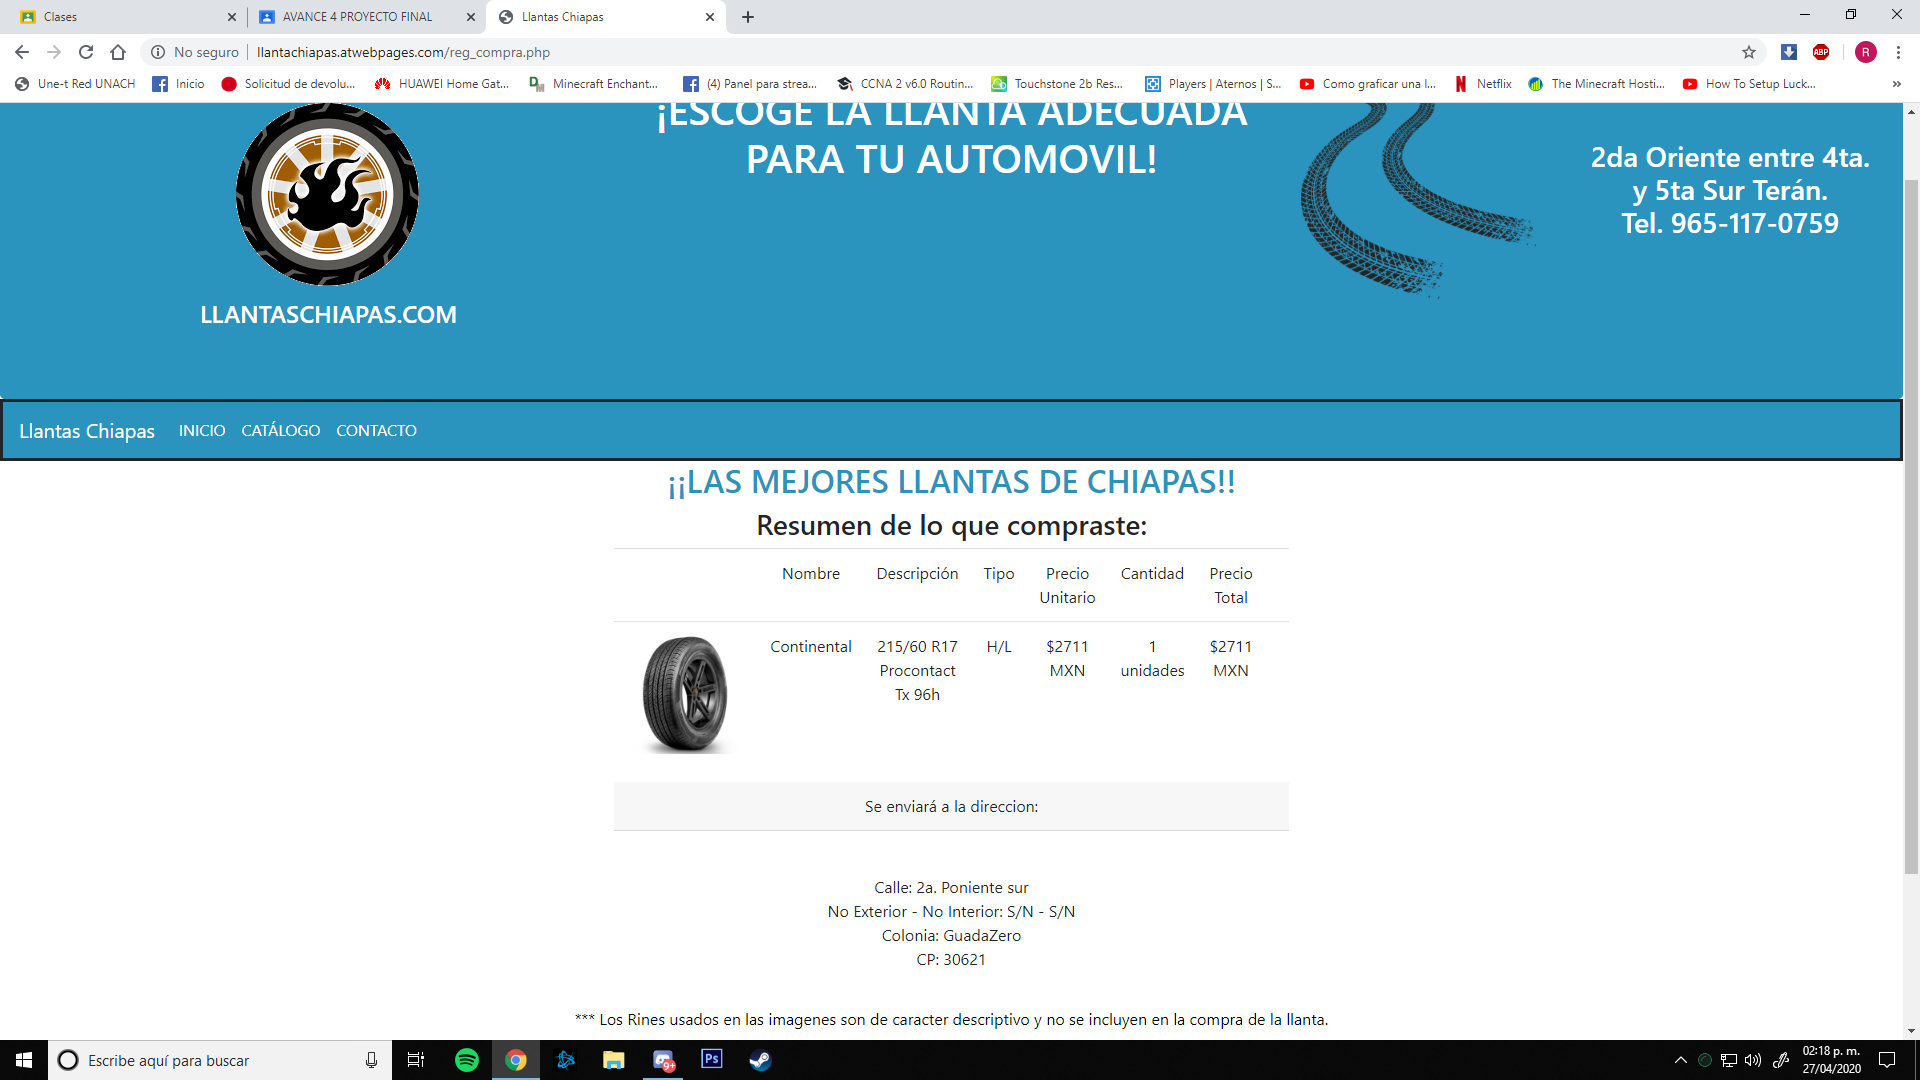 Clases
AVANCE 4 PROYECTO FINAL
Llantas Chiapas
No seguro
llantachiapas.atwebpages.com/reg_compra.php
ABP
R
Une-t Red UNACH
Inicio
Solicitud de devolu...
HUAWEI Home Gat...
Minecraft Enchant...
(4) Panel para strea...
CCNA 2 v6.0 Routin...
Touchstone 2b Res...
Players | Aternos | S...
Como graficar una l...
Netflix
The Minecraft Hosti...
How To Setup Luck...
»
¡ESCOGE LA LLANTA ADECUADA
PARA TU AUTOMOVIL!
2da Oriente entre 4ta.
y 5ta Sur Terán.
Tel. 965-117-0759
LLANTASCHIAPAS.COM
Llantas Chiapas INICIO CATÁLOGO CONTACTO
¡¡LAS MEJORES LLANTAS DE CHIAPAS!!
Resumen de lo que compraste:
Nombre Descripción Tipo Precio Cantidad Precio
Unitario Total
Continental 215/60 R17 H/L $2711 1 $2711
Procontact MXN unidades MXN
Tx 96h
Se enviará a la direccion:
Calle: 2a. Poniente sur
No Exterior - No Interior: S/N - S/N
Colonia: GuadaZero
CP: 30621
*** Los Rines usados en las imagenes son de caracter descriptivo y no se incluyen en la compra de la llanta.
Escribe aquí para buscar
9+
Ps
02:18 p. m.
27/04/2020